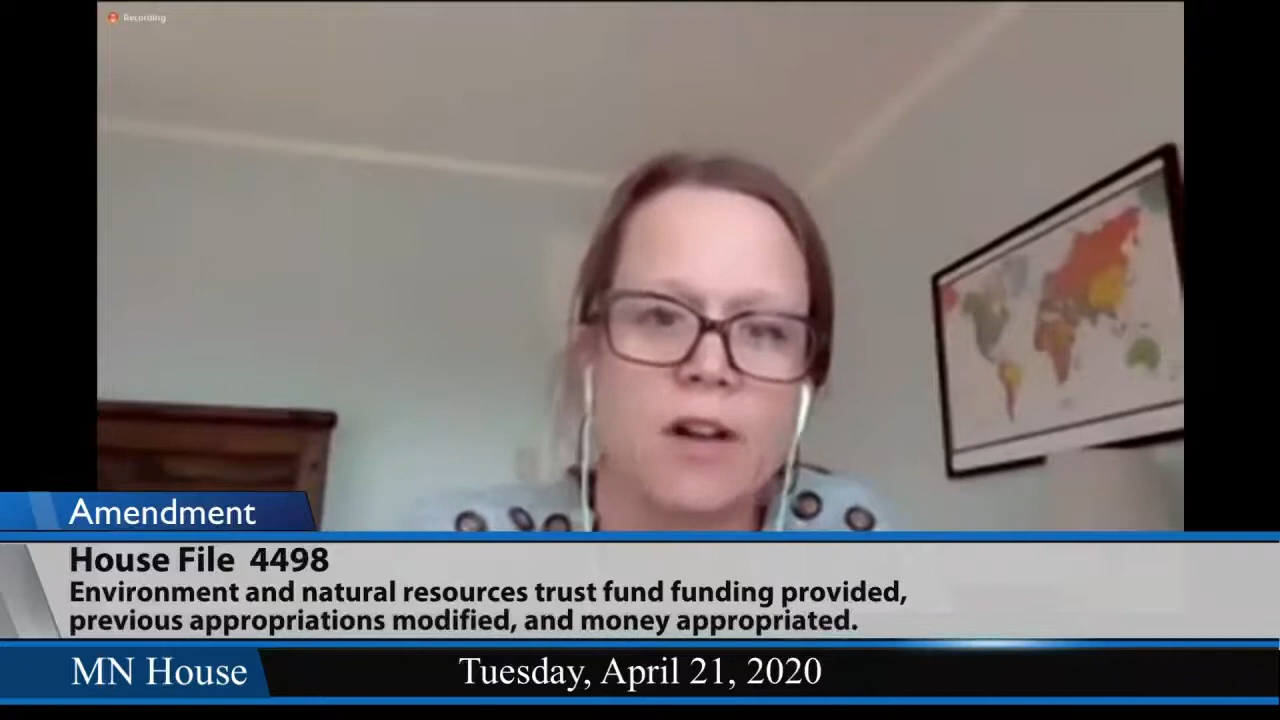 Recording
Amendment
House File 4498
Environment and natural resources trust fund funding provided,
previous appropriations modified, and money appropriated.
MN House
Tuesday, April 21, 2020